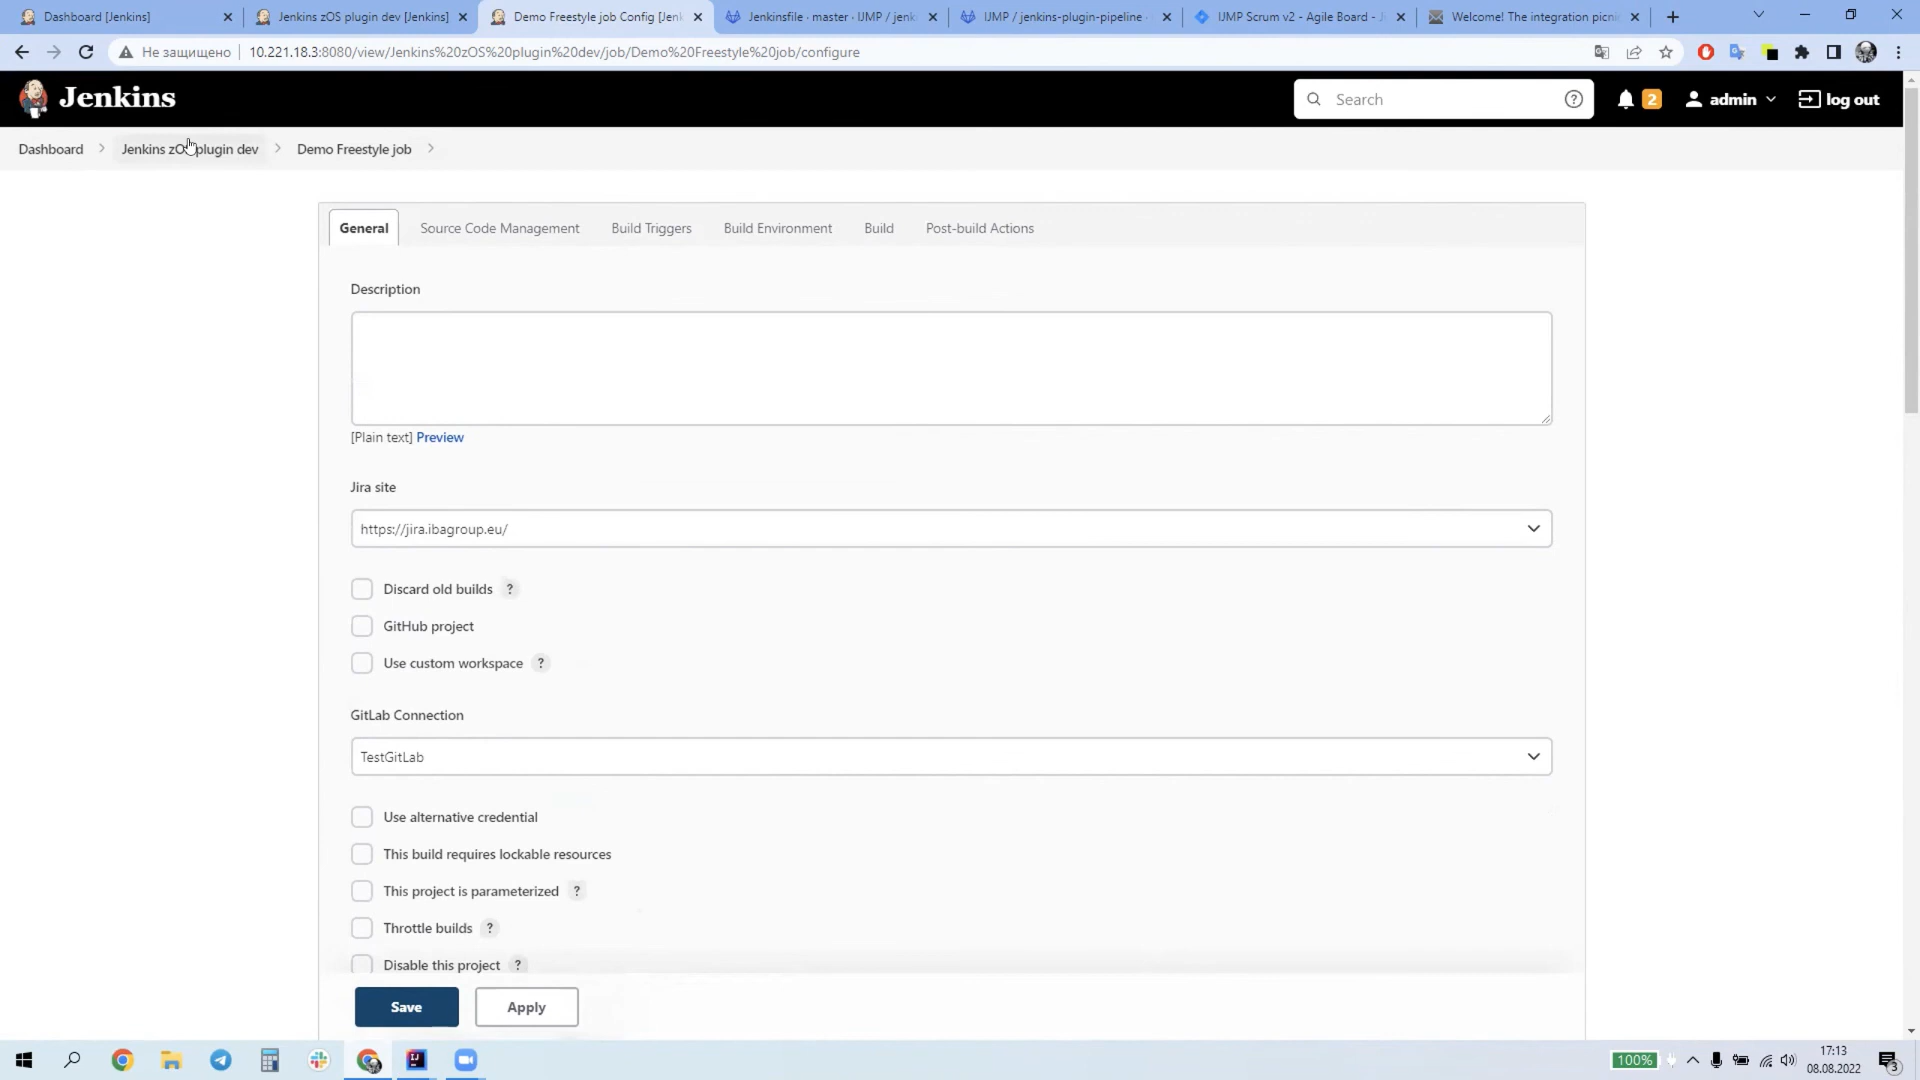 Dashboard [Jenkins]
Jenkins zOS plugin dev [Jenkins]
Demo Freestyle job Config [Jenk
Jenkinsfile · master · IJMP / jenk
IJMP / jenkins-plugin-pipeline ·
IJMP Scrum v2 - Agile Board - J
Welcome! The integration picni
Не защищено
10.221.18.3:8080/view/Jenkins%20zOS%20plugin%20dev/job/Demo%20Freestyle%20job/configure
Jenkins
Search
2
admin
log out
Dashboard
Jenkins zOS plugin dev
Demo Freestyle job
General
Source Code Management
Build Triggers
Build Environment
Build
Post-build Actions
Description
[Plain text] Preview
Jira site
https://jira.ibagroup.eu/
Discard old builds ?
GitHub project
Use custom workspace ?
GitLab Connection
TestGitLab
Use alternative credential
This build requires lockable resources
This project is parameterized ?
Throttle builds ?
Disable this project ?
Save
Apply
100%
17:13
08.08.2022
3